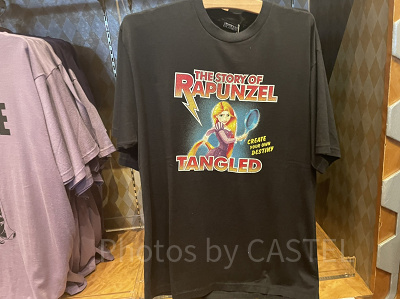 THE STORY OF
RAPUNZEL
CREATE
YOUR OWN
DESTINY
TANGLED
Photos by CASTEL